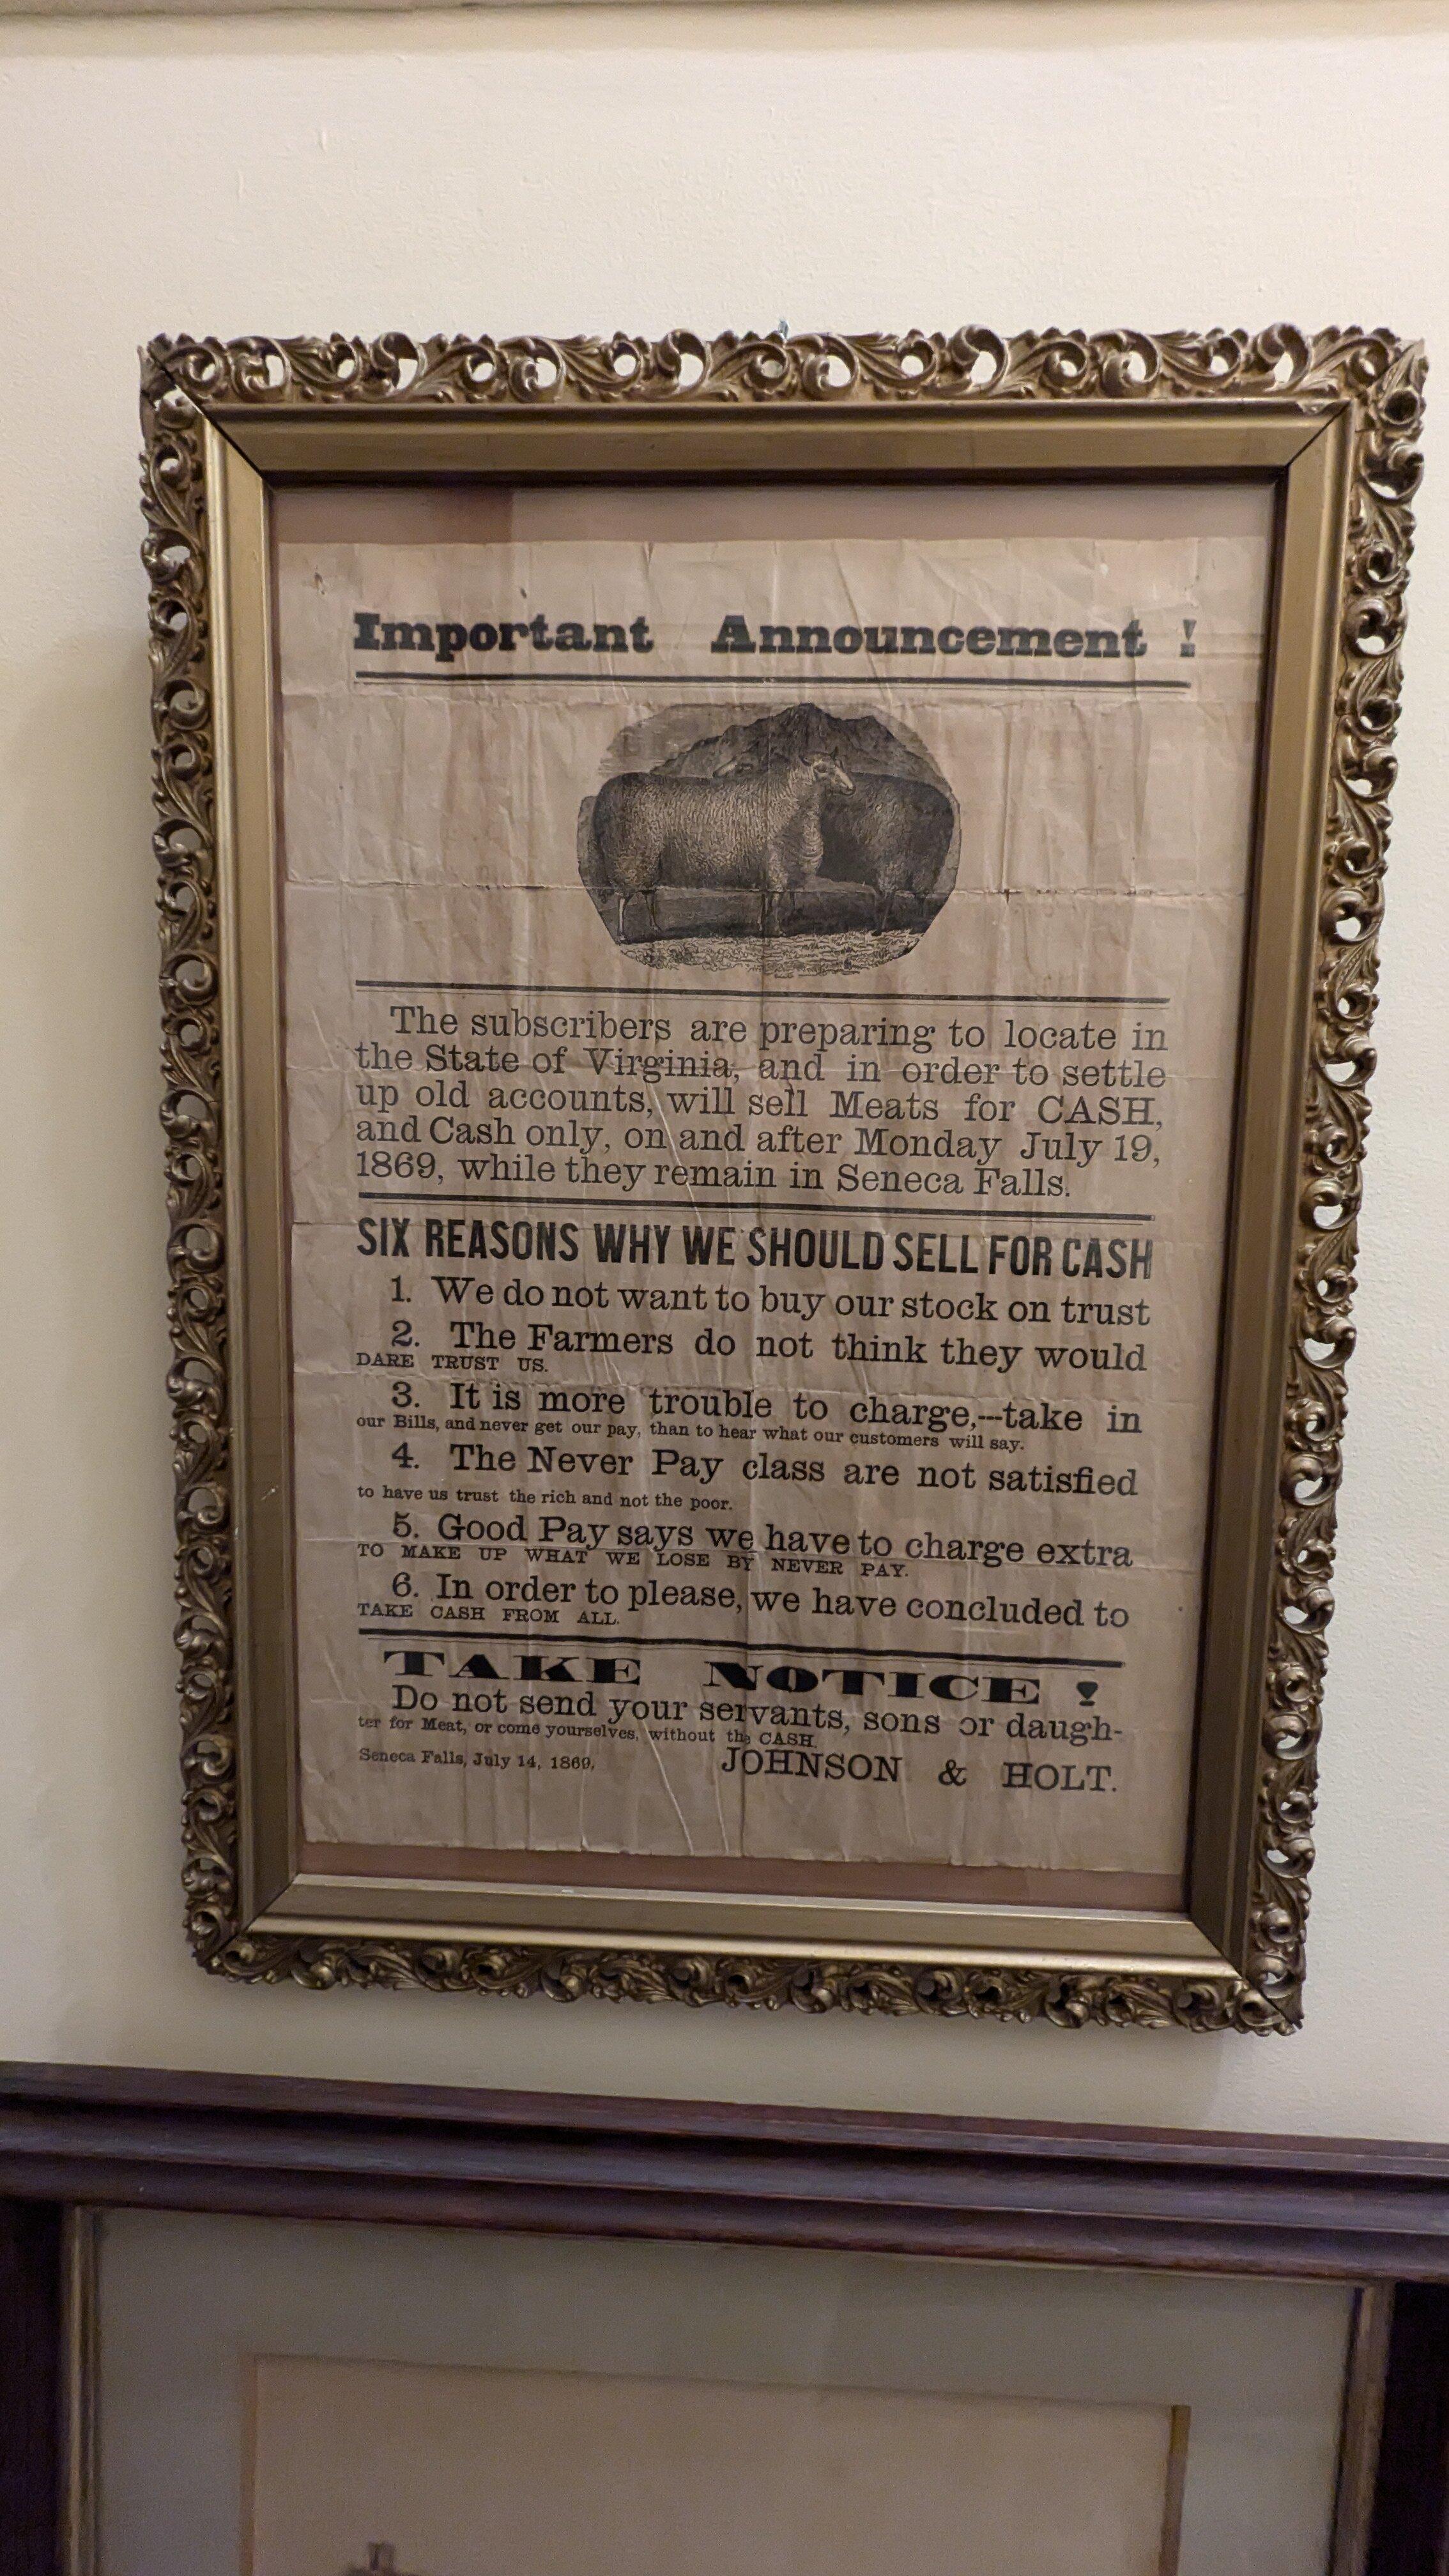 Important Announcement !
The subscribers are preparing to locate in
the State of Virginia, and in order to settle
up old accounts, will sell Meats for CASH,
and Cash only, on and after Monday July 19,
1869, while they remain in Seneca Falls.
SIX REASONS WHY WE SHOULD SELL FOR CASH
1. We do not want to buy our stock on trust
2. The Farmers do not think they would
DARE TRUST US.
3. It is more trouble to charge,---take in
our Bills, and never get our pay, than to hear what our customers will say.
4. The Never Pay class are not satisfied
to have us trust the rich and not the poor.
5. Good Pay says we have to charge extra
TO MAKE UP WHAT WE LOSE BY NEVER PAY.
6. In order to please, we have concluded to
TAKE CASH FROM ALL.
TAKE NOTICE !
Do not send your servants, sons or daugh-
ter for Meat, or come yourselves, without the CASH.
Seneca Falls, July 14, 1869, JOHNSON & HOLT.